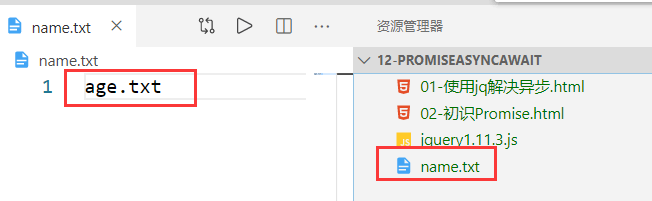 name.txt
name.txt
1 age.txt
资源管理器
12-PROMISEASYNCAWAIT
01-使用jq解决异步.html
02-初识Promise.html
jquery1.11.3.js
name.txt